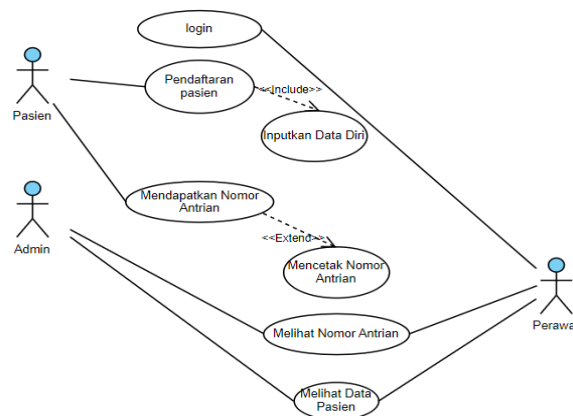 login
Pendaftaran
pasien
<<Include>>
Pasien
Inputkan Data Diri
Mendapatkan Nomor
Antrian
<<Extend>>
Admin
Mencetak Nomor
Antrian
Perawa
Melihat Nomor Antrian
Melihat Data
Pasien